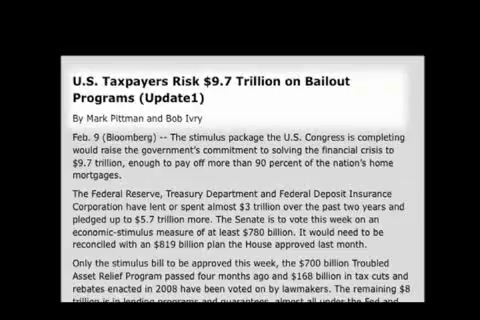 U.S. Taxpayers Risk $9.7 Trillion on Bailout
Programs (Update1)
By Mark Pittman and Bob Ivry
Feb. 9 (Bloomberg) -- The stimulus package the U.S. Congress is completing
would raise the government's commitment to solving the financial crisis to
$9.7 trillion, enough to pay off more than 90 percent of the nation's home
mortgages.
The Federal Reserve, Treasury Department and Federal Deposit Insurance
Corporation have lent or spent almost $3 trillion over the past two years and
pledged up to $5.7 trillion more. The Senate is to vote this week on an
economic-stimulus measure of at least $780 billion. It would need to be
reconciled with an $819 billion plan the House approved last month.
Only the stimulus bill to be approved this week, the $700 billion Troubled
Asset Relief Program passed four months ago and $168 billion in tax cuts and
rebates enacted in 2008 have been voted on by lawmakers. The remaining $8
trillion is in lending programs and guarantees, almost all under the Fed and